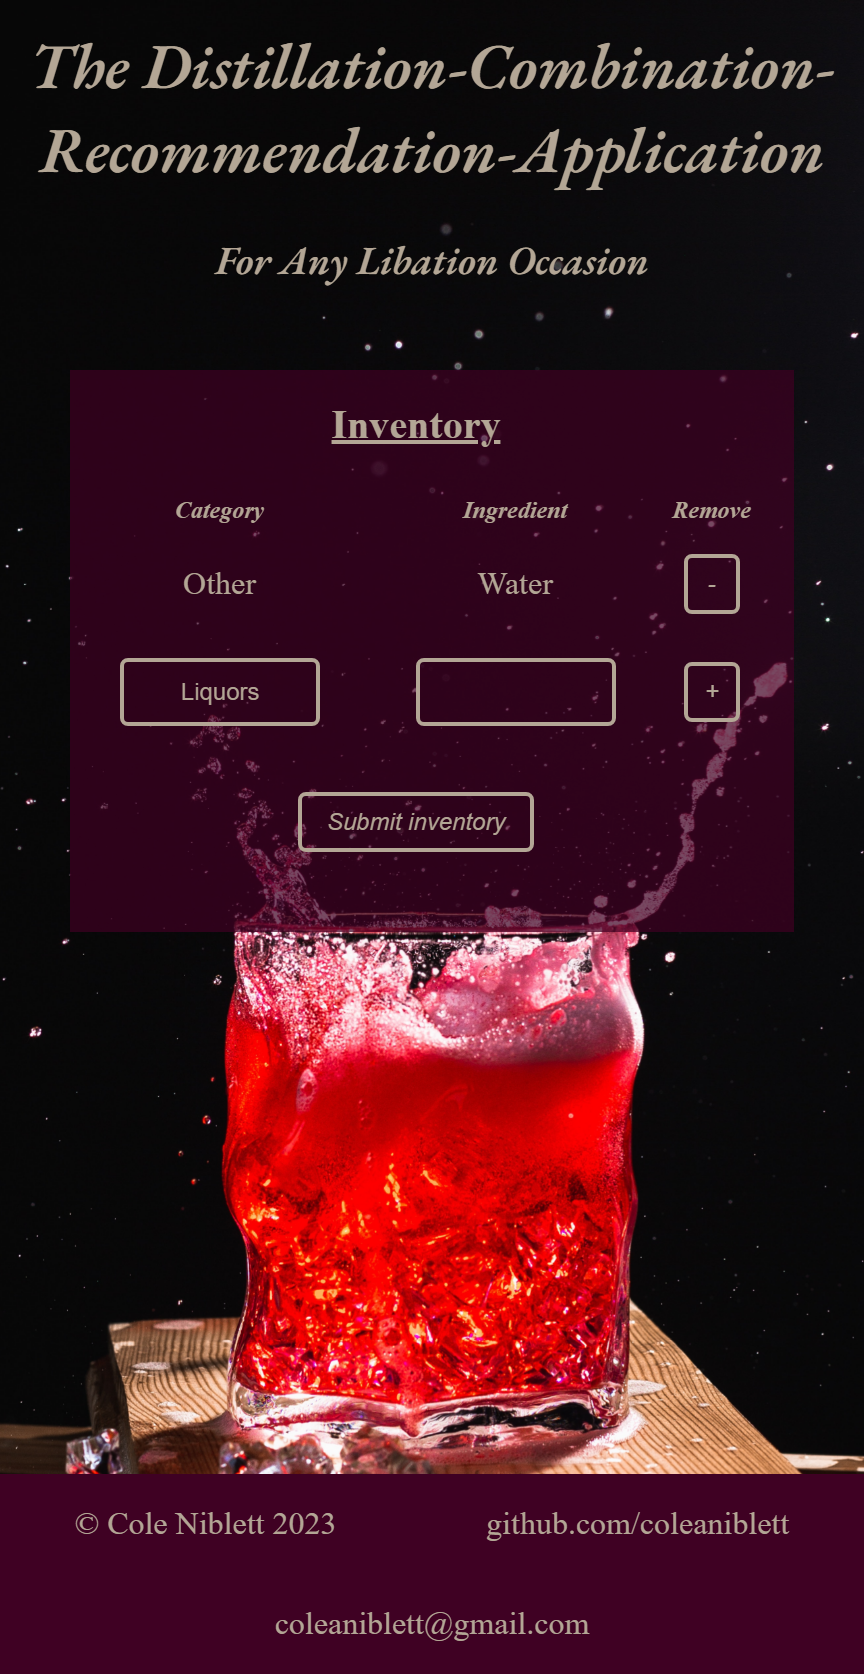 The Distillation-Combination-
Recommendation-Application
For Any Libation Occasion
Inventory
Category Ingredient Remove
Other Water -
Liquors +
Submit inventory
© Cole Niblett 2023 github.com/coleaniblett
coleaniblett@gmail.com